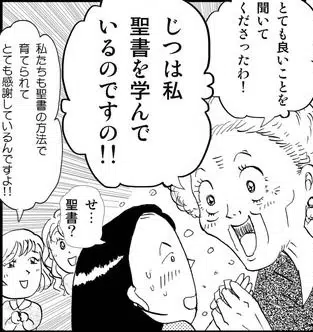 とても良いことを
聞いて
くださったわ!
じつは私
聖書を学んで
いるのですの!!
せ…
聖書?
私たちも聖書の方法で
育てられて
とても感謝しているんですよ!!